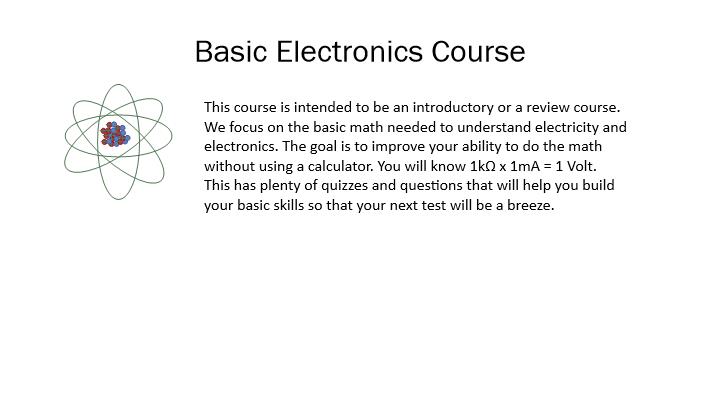 Basic Electronics Course
This course is intended to be an introductory or a review course.
We focus on the basic math needed to understand electricity and
electronics. The goal is to improve your ability to do the math
without using a calculator. You will know 1kΩ x 1mA = 1 Volt.
This has plenty of quizzes and questions that will help you build
your basic skills so that your next test will be a breeze.